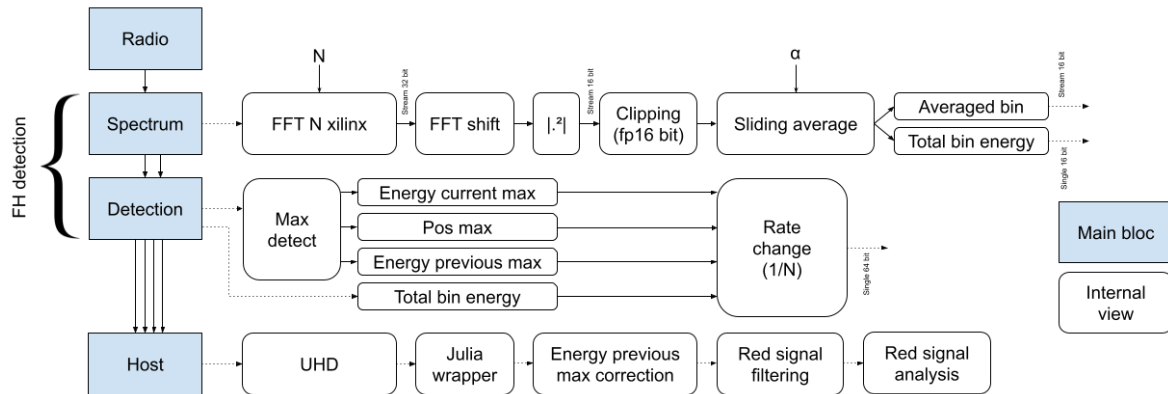 Radio
N
α
FH detection
Spectrum
FFT N xilinx
Stream 32 bit
FFT shift
|.²|
Stream 16 bit
Clipping
(fp16 bit)
Sliding average
Averaged bin
Total bin energy
Stream 16 bit
Single 16 bit
Detection
Max
detect
Energy current max
Pos max
Energy previous max
Total bin energy
Rate
change
(1/N)
Single 64 bit
Main bloc
Internal
view
Host
UHD
Julia
wrapper
Energy previous
max correction
Red signal
filtering
Red signal
analysis